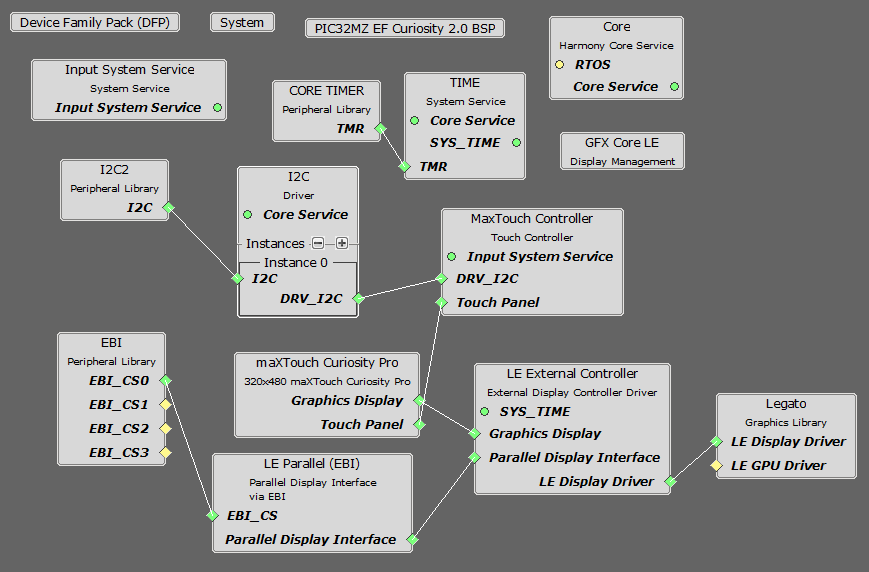 Device Family Pack (DFP)
System
PIC32MZ EF Curiosity 2.0 BSP
Core
Harmony Core Service
RTOS
Core Service
Input System Service
System Service
Input System Service
CORE TIMER
Peripheral Library
TMR
TIME
System Service
Core Service
SYS_TIME
TMR
GFX Core LE
Display Management
I2C2
Peripheral Library
I2C
I2C
Driver
Core Service
Instances
Instance 0
I2C
DRV_I2C
MaxTouch Controller
Touch Controller
Input System Service
DRV_I2C
Touch Panel
EBI
Peripheral Library
EBI_CS0
EBI_CS1
EBI_CS2
EBI_CS3
maXTouch Curiosity Pro
320x480 maXTouch Curiosity Pro
Graphics Display
Touch Panel
LE External Controller
External Display Controller Driver
SYS_TIME
Graphics Display
Parallel Display Interface
LE Display Driver
Legato
Graphics Library
LE Display Driver
LE GPU Driver
LE Parallel (EBI)
Parallel Display Interface
via EBI
EBI_CS
Parallel Display Interface